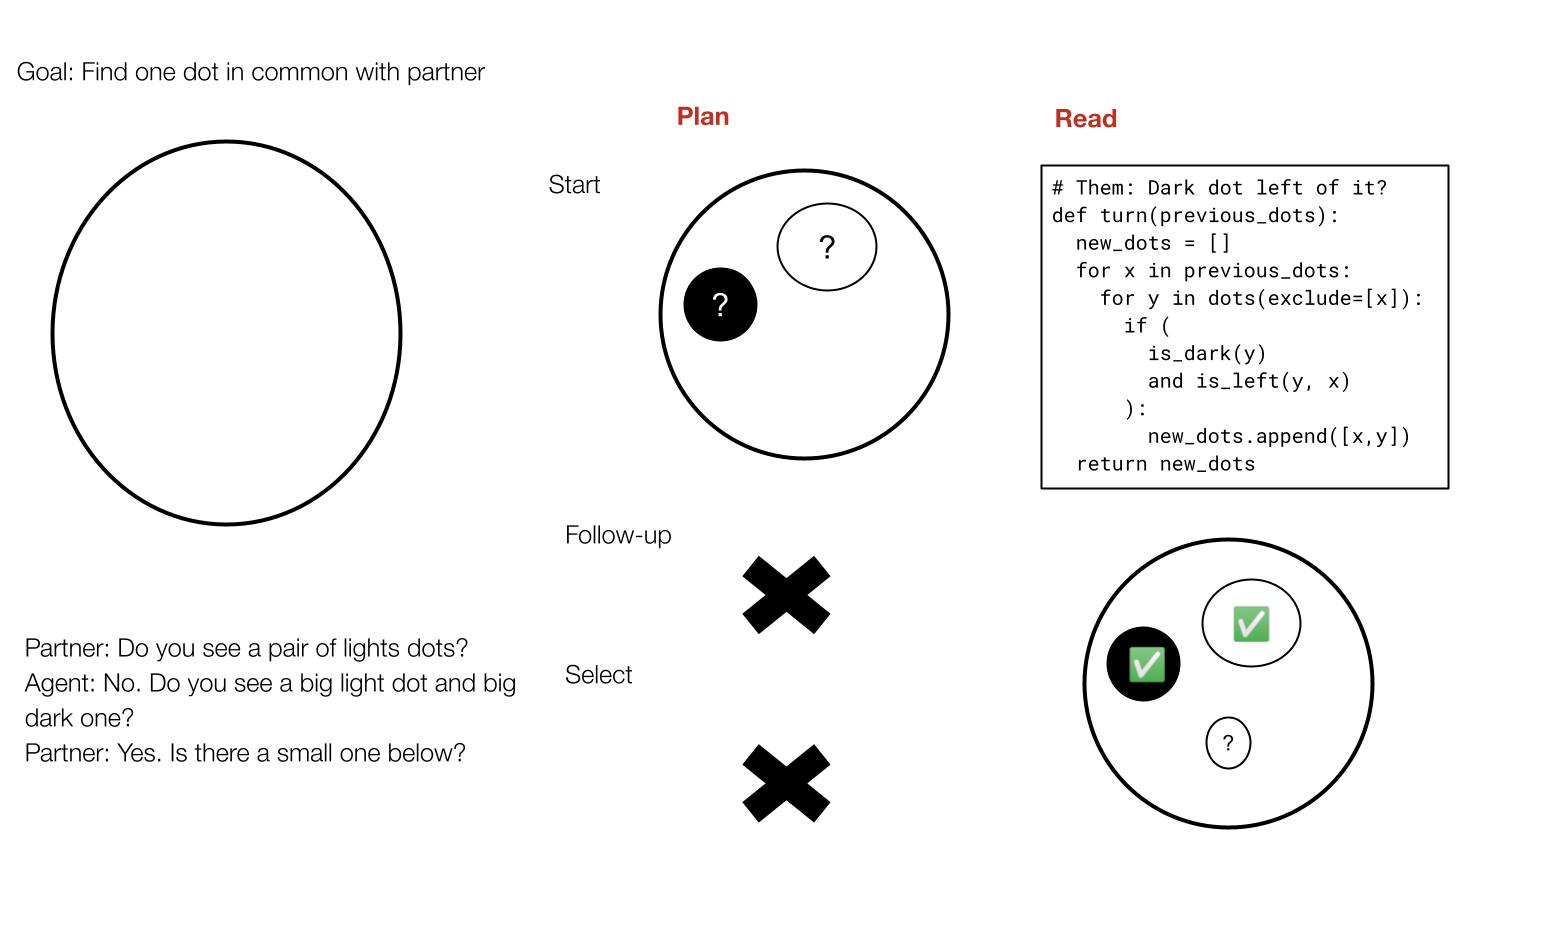 Goal: Find one dot in common with partner
Plan
Read
Start
?
?
# Them: Dark dot left of it?
def turn(previous_dots):
  new_dots = []
  for x in previous_dots:
    for y in dots(exclude=[x]):
      if (
        is_dark(y)
        and is_left(y, x)
      ):
        new_dots.append([x,y])
  return new_dots
Follow-up
Select
?
Partner: Do you see a pair of lights dots?
Agent: No. Do you see a big light dot and big
dark one?
Partner: Yes. Is there a small one below?